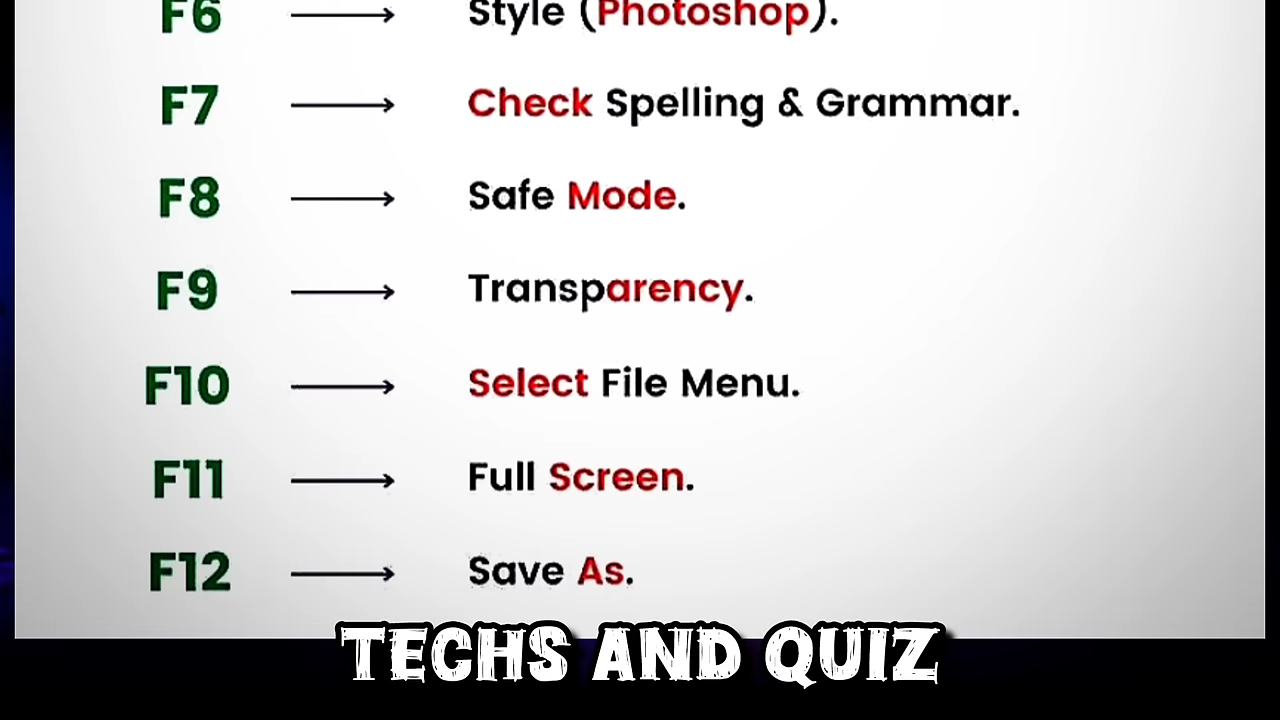 F6 → Style (Photoshop).
F7 → Check Spelling & Grammar.
F8 → Safe Mode.
F9 → Transparency.
F10 → Select File Menu.
F11 → Full Screen.
F12 → Save As.
TECHS AND QUIZ